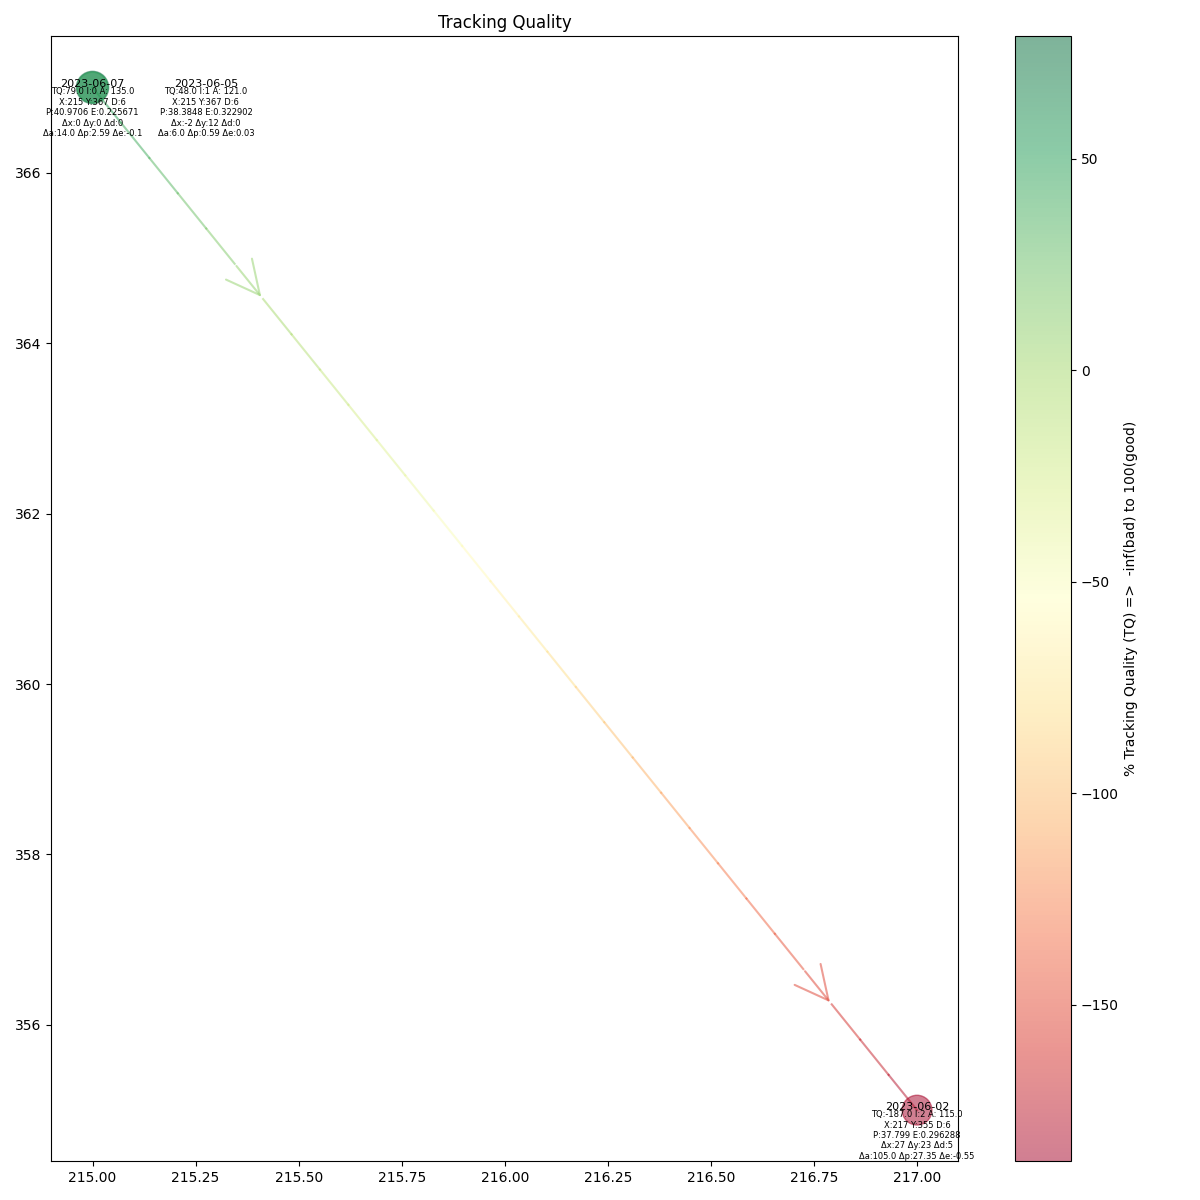 Tracking Quality
2023-06-07
TQ:79.0 I:0 A: 135.0
X:215 Y:367 D:6
P:40.9706 E:0.225671
Δx:0 Δy:0 Δd:0
Δa:14.0 Δp:2.59 Δe:-0.1
2023-06-05
TQ:48.0 I:1 A: 121.0
X:215 Y:367 D:6
P:38.3848 E:0.322902
Δx:-2 Δy:12 Δd:0
Δa:6.0 Δp:0.59 Δe:0.03
366
364
362
360
358
356
2023-06-02
TQ:-187.0 I:2 A: 115.0
X:217 Y:355 D:6
P:37.799 E:0.296288
Δx:27 Δy:23 Δd:5
Δa:105.0 Δp:27.35 Δe:-0.55
215.00 215.25 215.50 215.75 216.00 216.25 216.50 216.75 217.00
50
0
−50
−100
−150
% Tracking Quality (TQ) => -inf(bad) to 100(good)